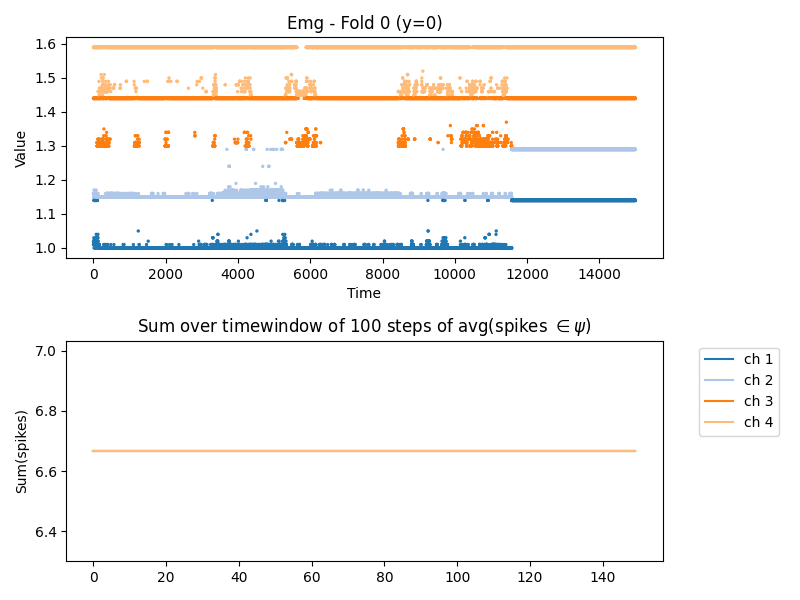 Emg - Fold 0 (y=0)
1.6
1.5
1.4
1.3
1.2
1.1
1.0
Value
0 2000 4000 6000 8000 10000 12000 14000
Time
Sum over timewindow of 100 steps of avg(spikes ∈ ψ)
7.0
6.8
6.6
6.4
Sum(spikes)
0 20 40 60 80 100 120 140
ch 1
ch 2
ch 3
ch 4